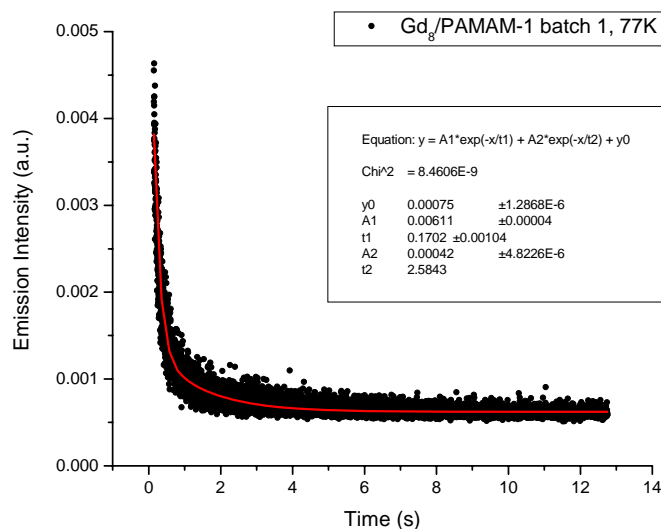 Gd8/PAMAM-1 batch 1, 77K
Equation: y = A1*exp(-x/t1) + A2*exp(-x/t2) + y0
Chi^2 = 8.4606E-9
y0 0.00075 ±1.2868E-6
A1 0.00611 ±0.00004
t1 0.1702 ±0.00104
A2 0.00042 ±4.8226E-6
t2 2.5843
Emission Intensity (a.u.)
0.005
0.004
0.003
0.002
0.001
0.000
0 2 4 6 8 10 12 14
Time (s)